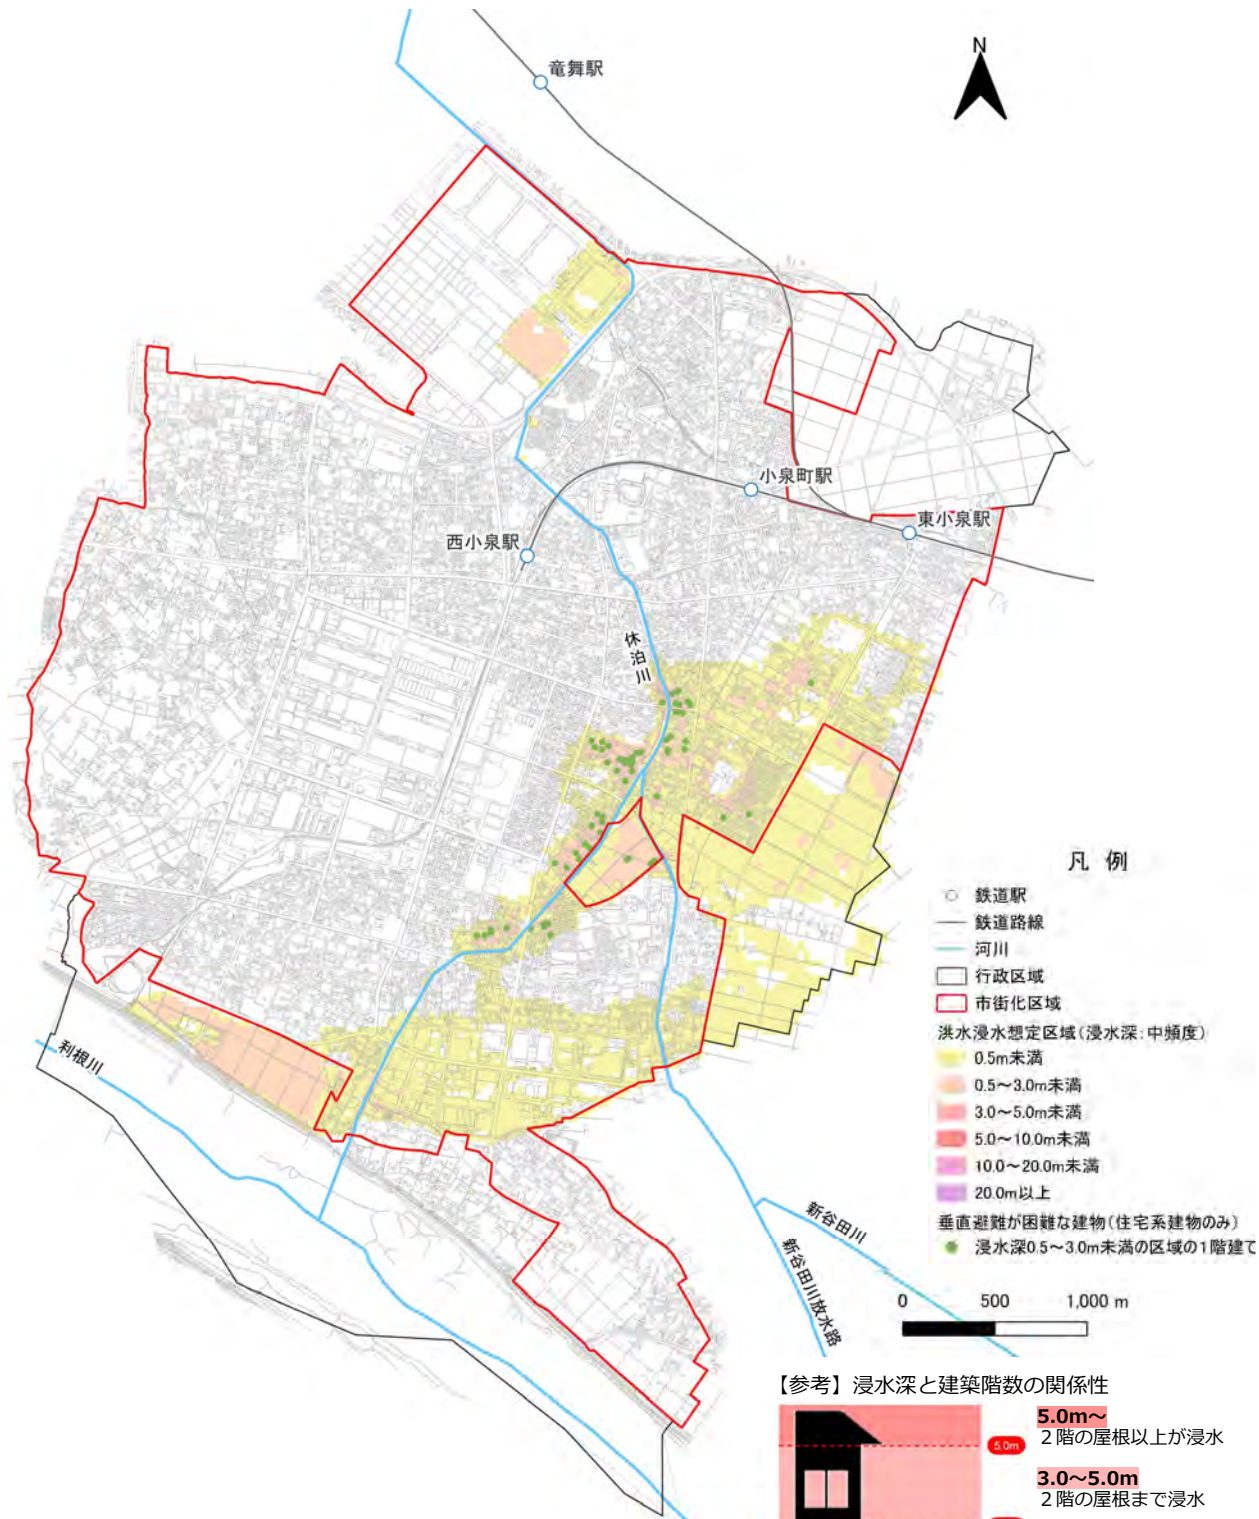 N
竜舞駅
小泉町駅
東小泉駅
西小泉駅
休泊川
利根川
新谷田川
新谷田川放水路
凡例
鉄道駅
鉄道路線
河川
行政区域
市街化区域
洪水浸水想定区域(浸水深:中頻度)
0.5m未満
0.5～3.0m未満
3.0～5.0m未満
5.0～10.0m未満
10.0～20.0m未満
20.0m以上
垂直避難が困難な建物(住宅系建物のみ)
浸水深0.5～3.0m未満の区域の1階建て
0 500 1,000 m
【参考】浸水深と建築階数の関係性
5.0m～
2階の屋根以上が浸水
5.0m
3.0～5.0m
2階の屋根まで浸水